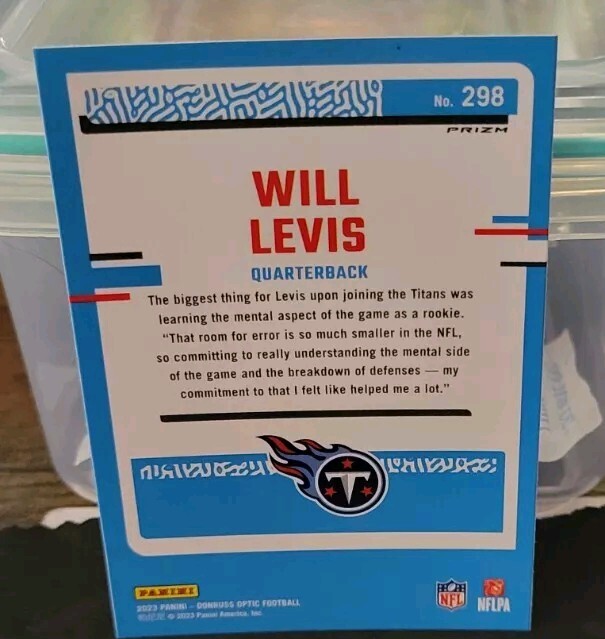 No. 298
PRIZM
WILL
LEVIS
QUARTERBACK
The biggest thing for Levis upon joining the Titans was
learning the mental aspect of the game as a rookie.
“That room for error is so much smaller in the NFL,
so committing to really understanding the mental side
of the game and the breakdown of defenses — my
commitment to that I felt like helped me a lot.”
T
PANINI
2023 PANINI – DONRUSS OPTIC FOOTBALL
© 2023 Panini America, Inc.
NFL
NFLPA